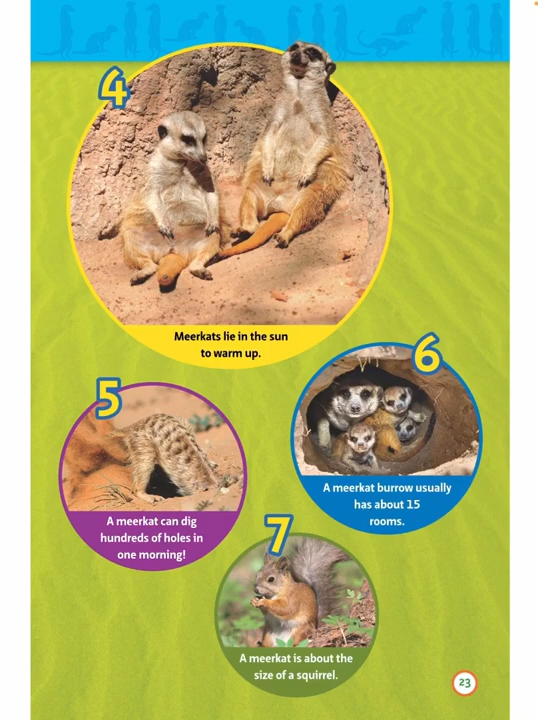 4
Meerkats lie in the sun
to warm up.
5
A meerkat can dig
hundreds of holes in
one morning!
6
A meerkat burrow usually
has about 15
rooms.
7
A meerkat is about the
size of a squirrel.
23